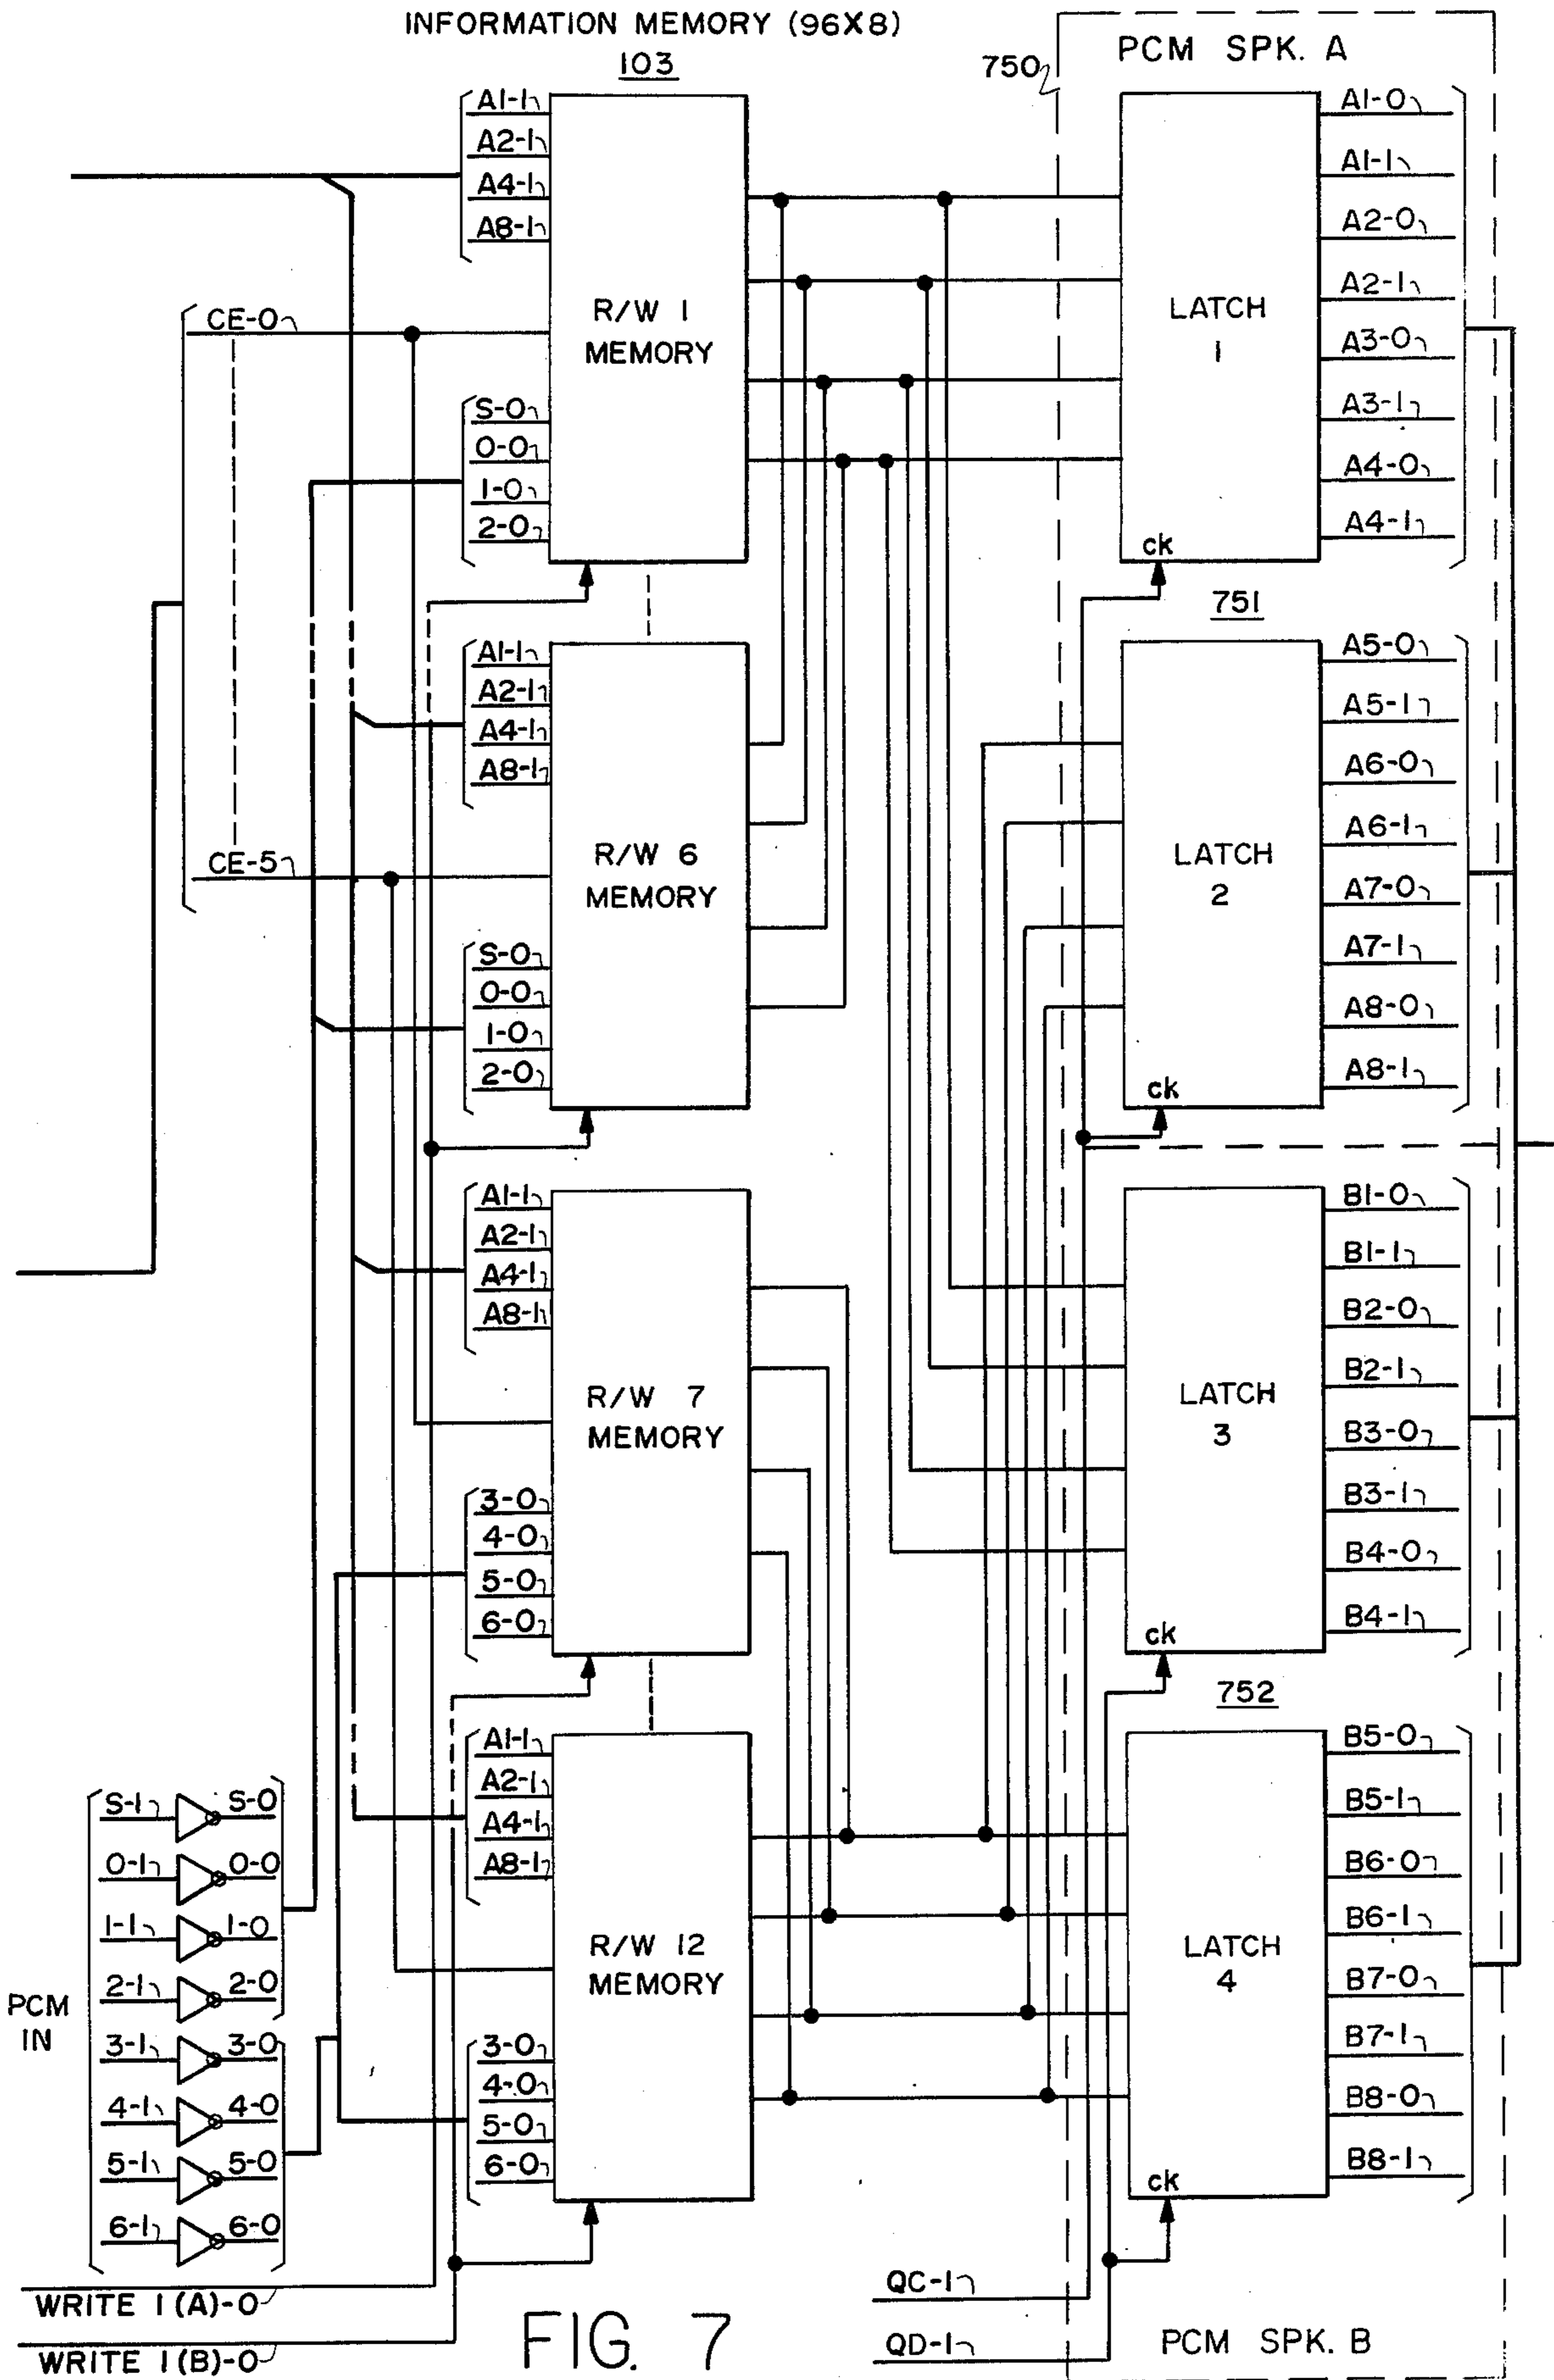 INFORMATION MEMORY (96X8)
103
750
PCM SPK. A
A1-1
A2-1
A4-1
A8-1
CE-0
S-0
0-0
1-0
2-0
R/W 1
MEMORY
LATCH
1
ck
A1-0
A1-1
A2-0
A2-1
A3-0
A3-1
A4-0
A4-1
751
A1-1
A2-1
A4-1
A8-1
CE-5
S-0
0-0
1-0
2-0
R/W 6
MEMORY
LATCH
2
ck
A5-0
A5-1
A6-0
A6-1
A7-0
A7-1
A8-0
A8-1
A1-1
A2-1
A4-1
A8-1
3-0
4-0
5-0
6-0
R/W 7
MEMORY
LATCH
3
ck
B1-0
B1-1
B2-0
B2-1
B3-0
B3-1
B4-0
B4-1
752
A1-1
A2-1
A4-1
A8-1
3-0
4-0
5-0
6-0
R/W 12
MEMORY
LATCH
4
ck
B5-0
B5-1
B6-0
B6-1
B7-0
B7-1
B8-0
B8-1
PCM
IN
S-1 S-0
0-1 0-0
1-1 1-0
2-1 2-0
3-1 3-0
4-1 4-0
5-1 5-0
6-1 6-0
WRITE 1(A)-0
WRITE 1(B)-0
FIG. 7
QC-1
QD-1
PCM SPK. B